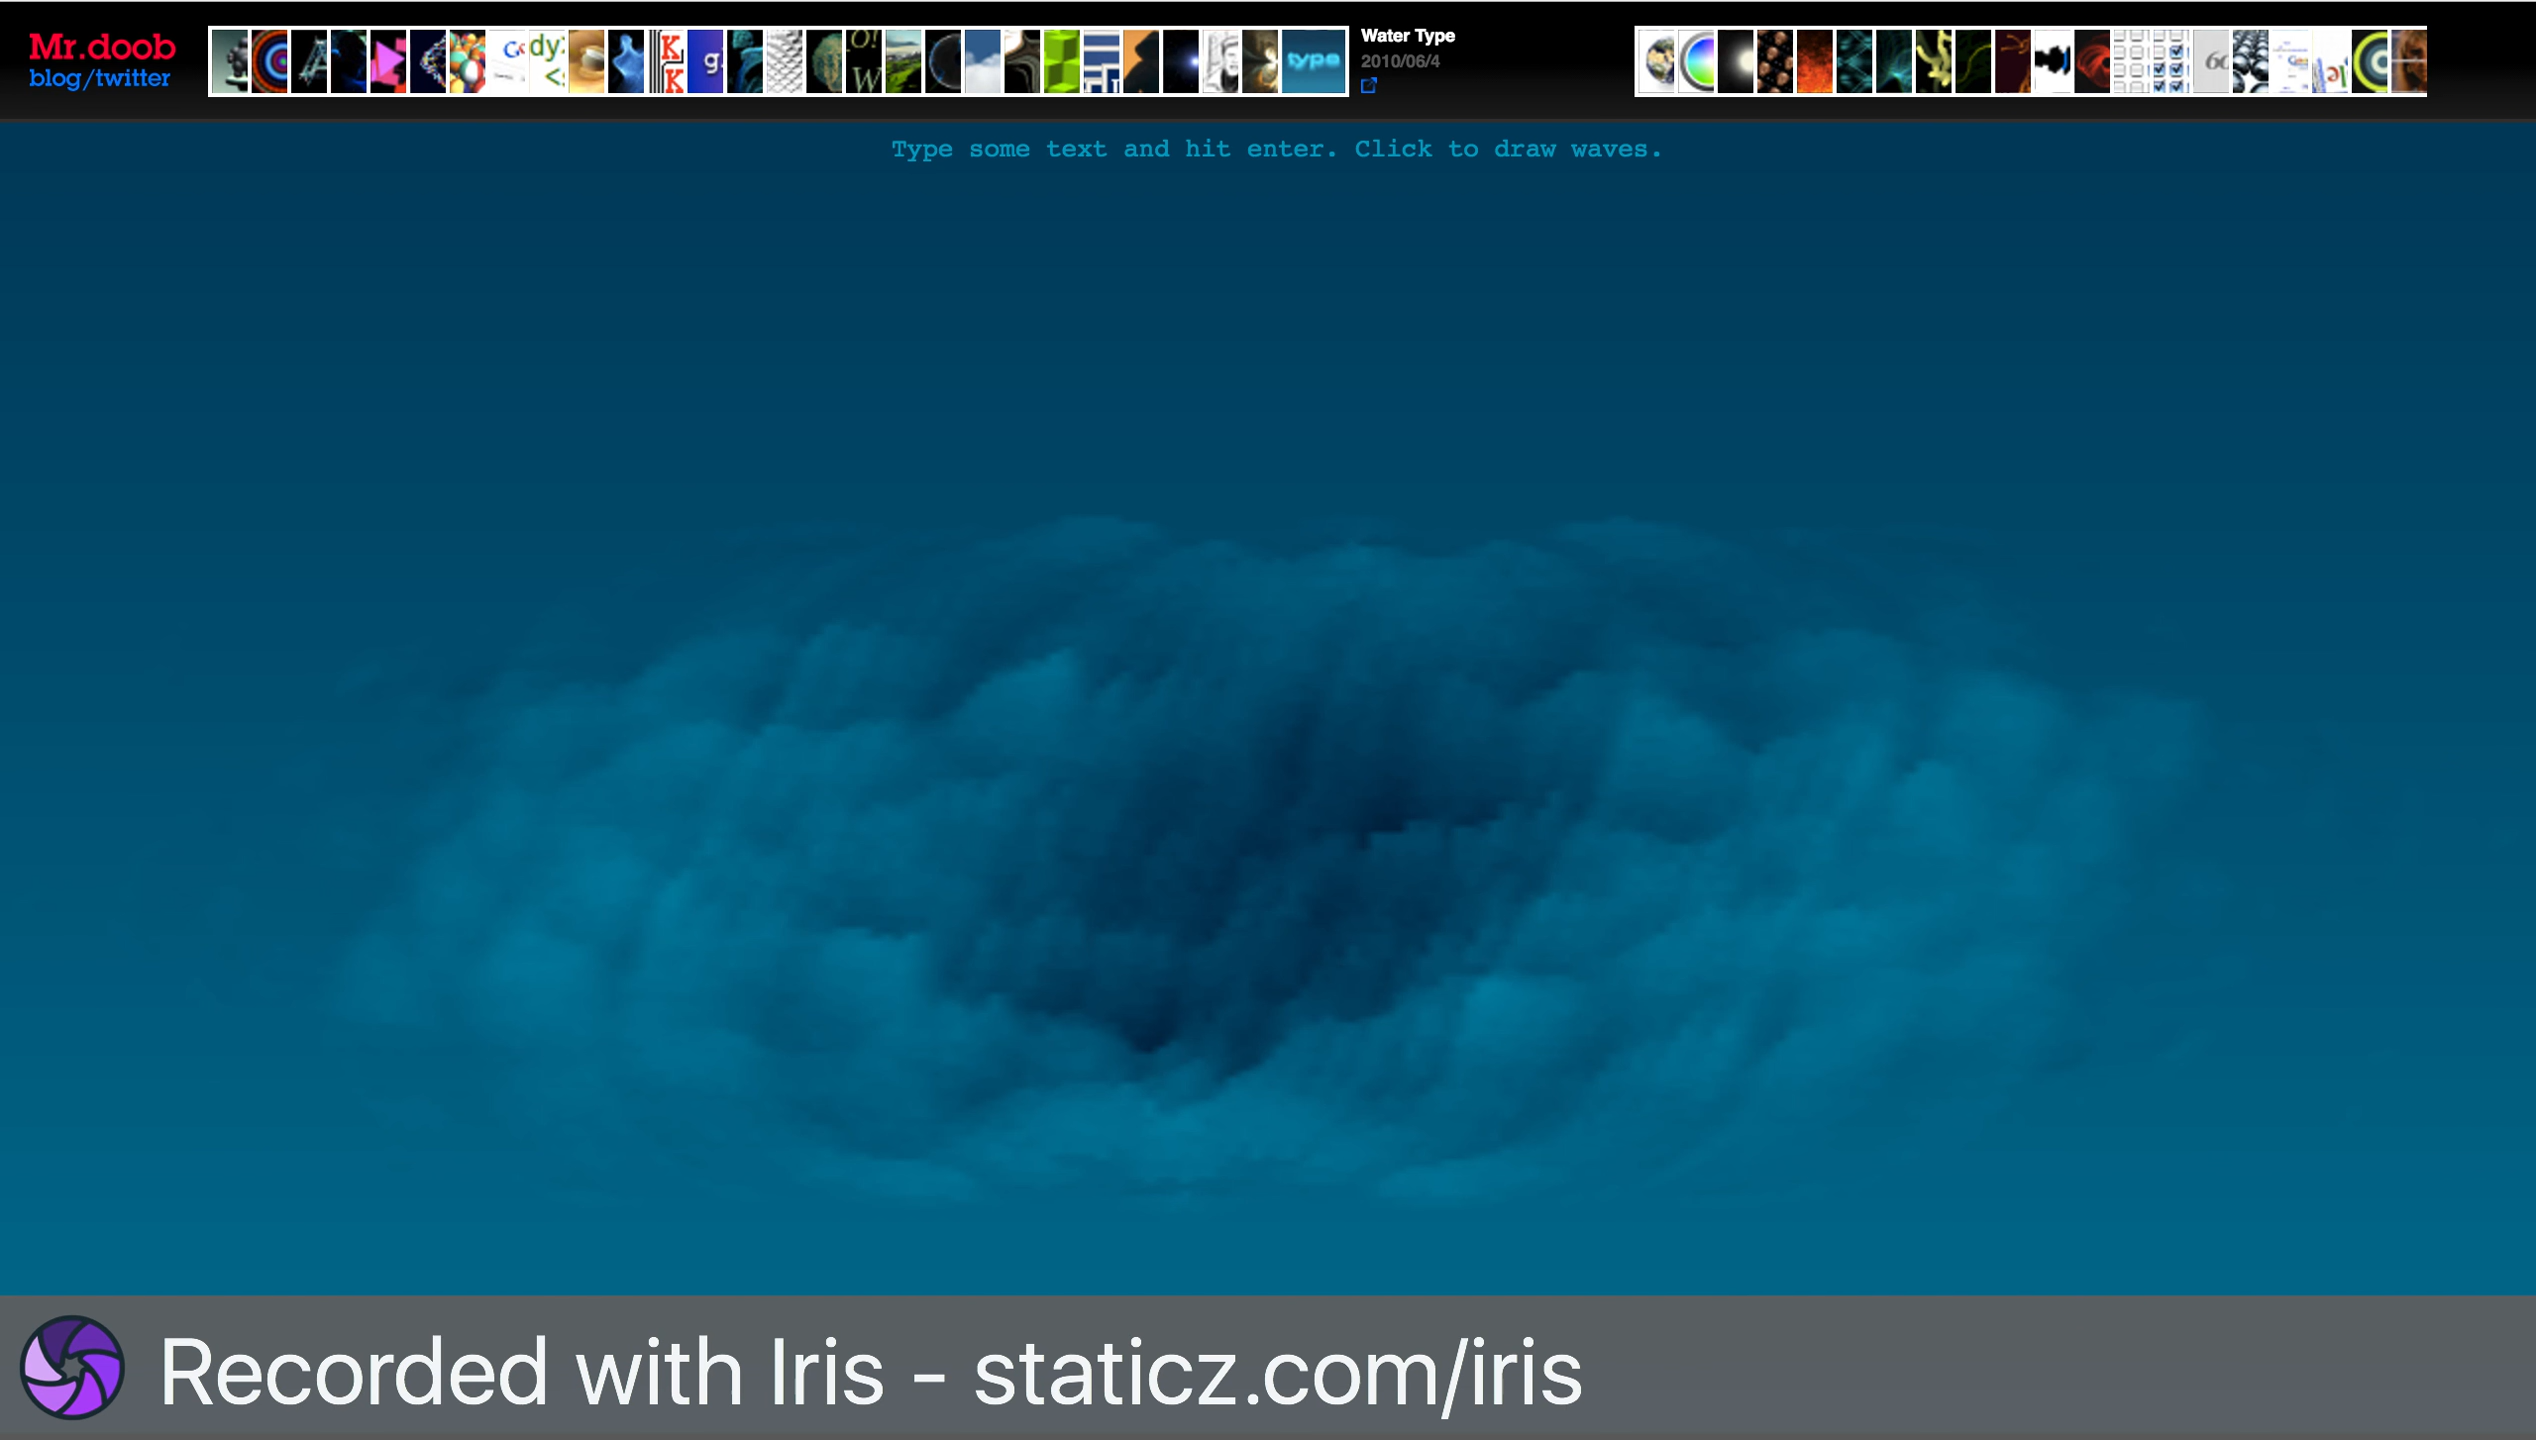 Mr.doob
blog/twitter
type
Water Type
2010/06/4
Type some text and hit enter. Click to draw waves.
Recorded with Iris - staticz.com/iris